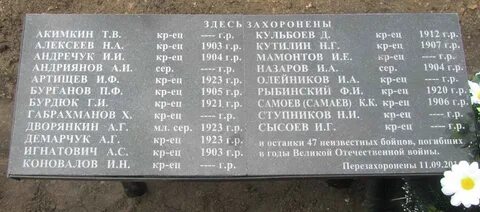 ЗДЕСЬ ЗАХОРОНЕНЫ
АКИМКИН Т.В. кр-ец ---- г.р.
АЛЕКСЕЕВ Н.А. кр-ец 1903 г.р.
АНДРЕЧУК И.И. кр-ец 1904 г.р.
АНДРИЯНОВ А.И. сер. ---- г.р.
АРТИЩЕВ И.Ф. кр-ец 1923 г.р.
БУРГАНОВ П.Ф. кр-ец 1905 г.р.
БУРДЮК Г.И. кр-ец 1921 г.р.
ГАБРАХМАНОВ Х. кр-ец ---- г.р.
ДВОРЯНКИН А.Г. мл. сер. 1923 г.р.
ДЕМАРЧУК А.Г. кр-ец 1923 г.р.
ИГНАТОВИЧ А.С. кр-ец 1903 г.р.
КОНОВАЛОВ И.Н. кр-ец ---- г.р.
КУЛЬБОЕВ Д. кр-ец 1912 г.р.
КУТИЛИН Н.Г. кр-ец 1907 г.р.
МАМОНТОВ И.Е. кр-ец ---- г.р.
НАЗАРОВ И.А. сер. 1904 г.р.
ОЛЕЙНИКОВ И.А. кр-ец ---- г.р.
РЫБИНСКИЙ Ф.И. кр-ец 1920 г.р.
САМОЕВ (САМАЕВ) К.К. кр-ец 1906 г.р.
СТУПНИКОВ Н.И. кр-ец ---- г.р.
СЫСОЕВ И.Г. кр-ец ---- г.р.
и останки 47 неизвестных бойцов, погибших
в годы Великой Отечественной войны.
Перезахоронены